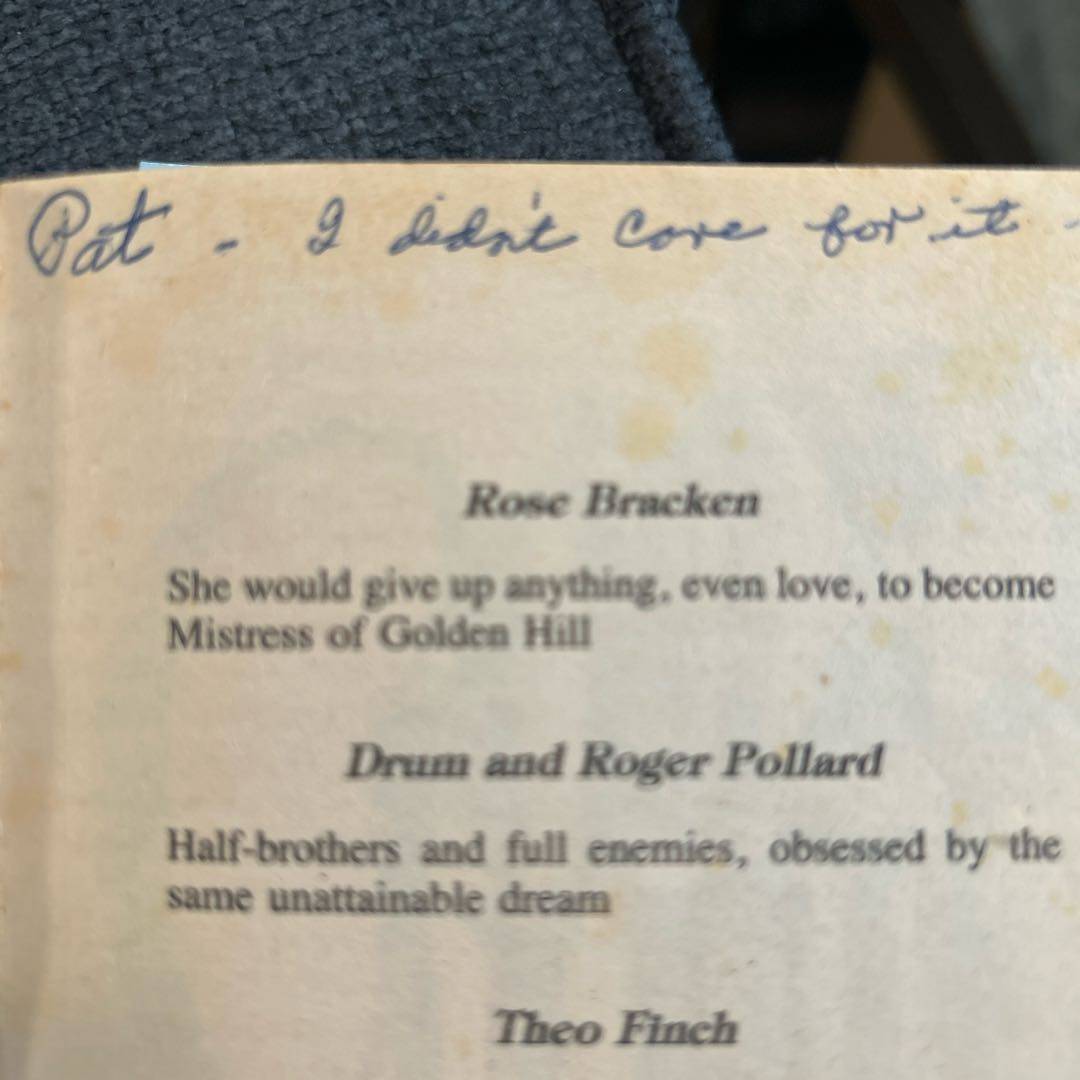 Pat - I didn't care for it -
Rose Bracken
She would give up anything, even love, to become
Mistress of Golden Hill
Drum and Roger Pollard
Half-brothers and full enemies, obsessed by the
same unattainable dream
Theo Finch